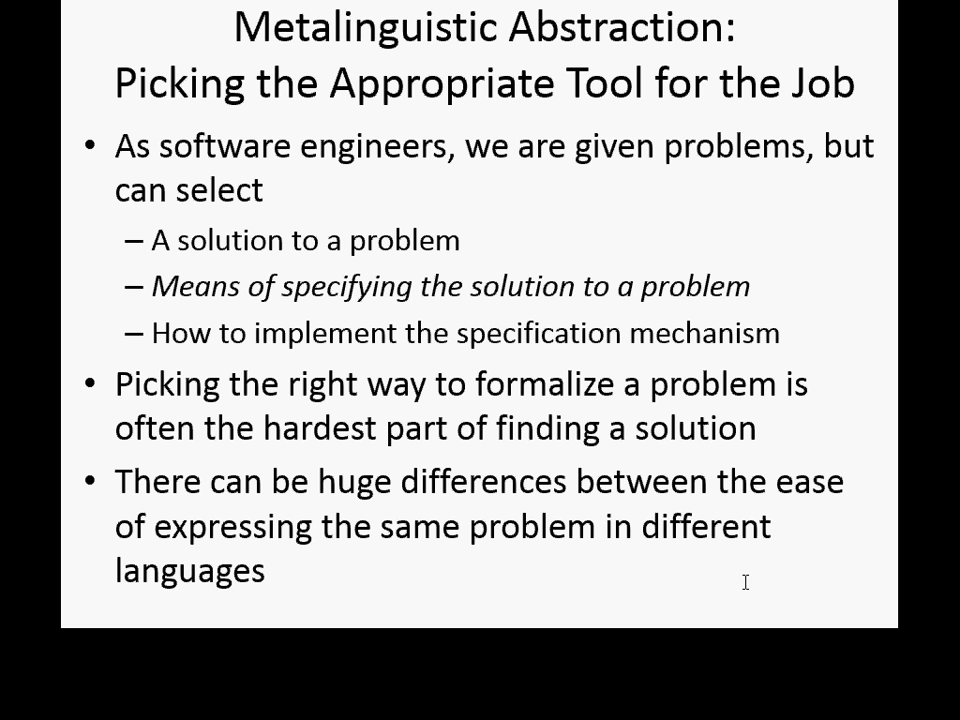 Metalinguistic Abstraction:
Picking the Appropriate Tool for the Job
• As software engineers, we are given problems, but
can select
– A solution to a problem
– Means of specifying the solution to a problem
– How to implement the specification mechanism
• Picking the right way to formalize a problem is
often the hardest part of finding a solution
• There can be huge differences between the ease
of expressing the same problem in different
languages